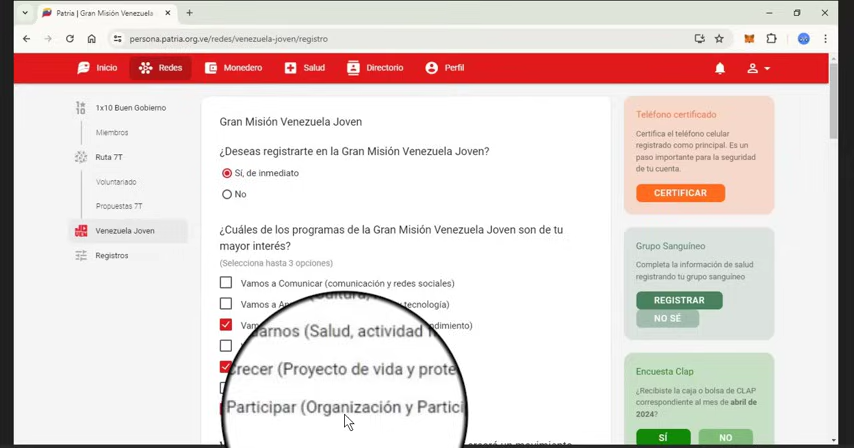 Patria | Gran Misión Venezuela
persona.patria.org.ve/redes/venezuela-joven/registro
Inicio
Redes
Monedero
Salud
Directorio
Perfil
1x10 Buen Gobierno
Miembros
Ruta 7T
Voluntariado
Propuestas 7T
Venezuela Joven
Registros
Gran Misión Venezuela Joven
¿Deseas registrarte en la Gran Misión Venezuela Joven?
Sí, de inmediato
No
¿Cuáles de los programas de la Gran Misión Venezuela Joven son de tu
mayor interés?
(Selecciona hasta 3 opciones)
Vamos a Comunicar (comunicación y redes sociales)
Vamos a tecnología)
(Salud, actividad
Crecer (Proyecto de vida y
Participar (Organización y
Teléfono certificado
Certifica el teléfono celular
registrado como principal. Es un
paso importante para la seguridad
de tu cuenta.
CERTIFICAR
Grupo Sanguíneo
Completa la información de salud
registrando tu grupo sanguíneo
REGISTRAR
NO SÉ
Encuesta Clap
¿Recibiste la caja o bolsa de CLAP
correspondiente al mes de abril de
2024?
SÍ
NO